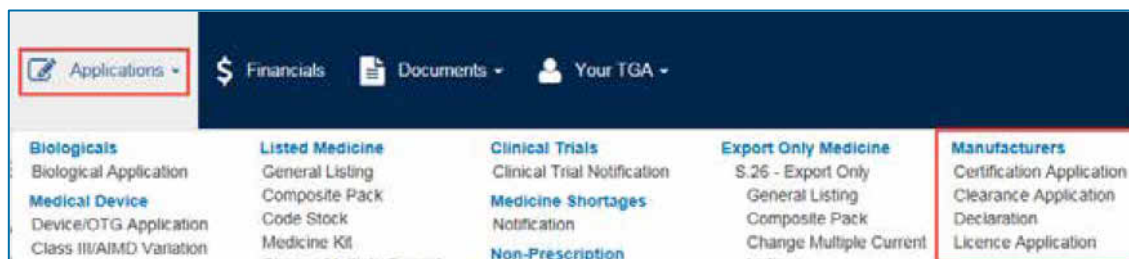 Applications
Financials
Documents
Your TGA
Biologicals
Biological Application
Medical Device
Device/OTG Application
Class III/AIMD Variation
Listed Medicine
General Listing
Composite Pack
Code Stock
Medicine Kit
Clinical Trials
Clinical Trial Notification
Medicine Shortages
Notification
Non-Prescription
Export Only Medicine
S.26 - Export Only
General Listing
Composite Pack
Change Multiple Current
Manufacturers
Certification Application
Clearance Application
Declaration
Licence Application